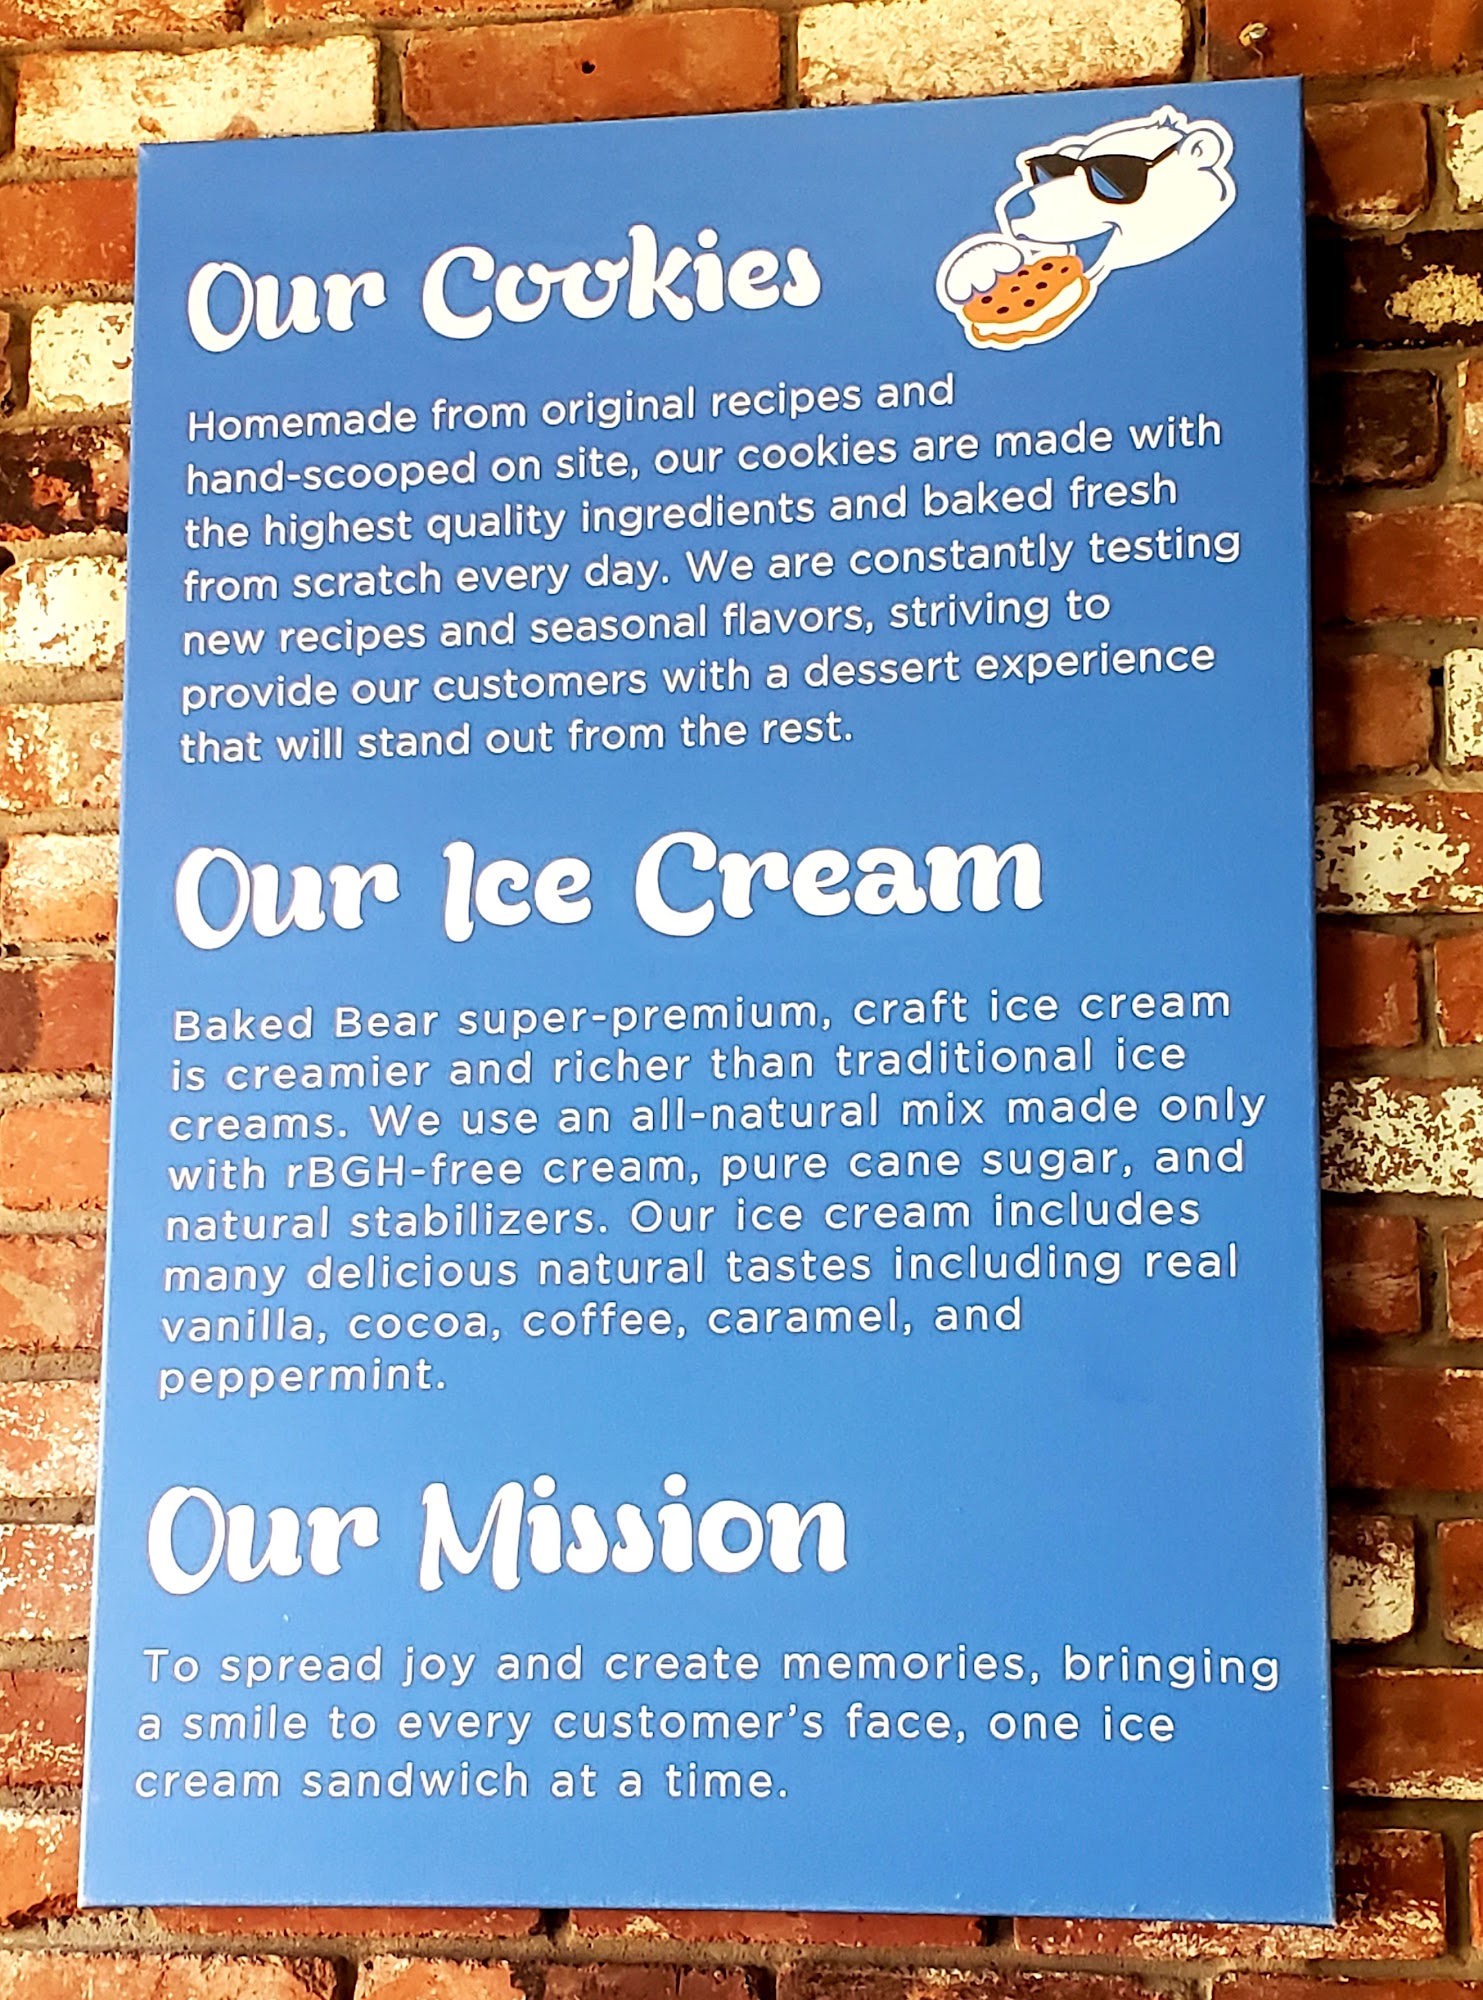 Our Cookies
Homemade from original recipes and
hand-scooped on site, our cookies are made with
the highest quality ingredients and baked fresh
from scratch every day. We are constantly testing
new recipes and seasonal flavors, striving to
provide our customers with a dessert experience
that will stand out from the rest.
Our Ice Cream
Baked Bear super-premium, craft ice cream
is creamier and richer than traditional ice
creams. We use an all-natural mix made only
with rBGH-free cream, pure cane sugar, and
natural stabilizers. Our ice cream includes
many delicious natural tastes including real
vanilla, cocoa, coffee, caramel, and
peppermint.
Our Mission
To spread joy and create memories, bringing
a smile to every customer’s face, one ice
cream sandwich at a time.